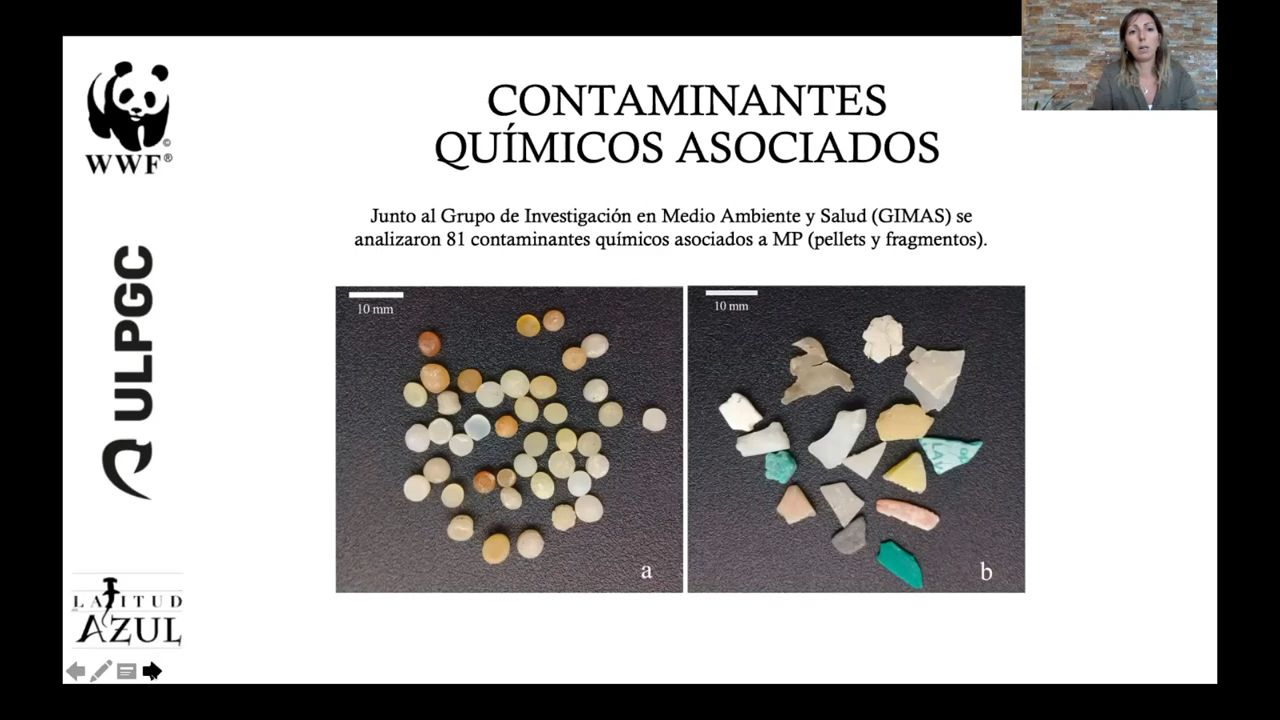 WWF®
CONTAMINANTES
QUÍMICOS ASOCIADOS
Junto al Grupo de Investigación en Medio Ambiente y Salud (GIMAS) se
analizaron 81 contaminantes químicos asociados a MP (pellets y fragmentos).
ULPGC
10 mm
a
10 mm
b
LATITUD
AZUL